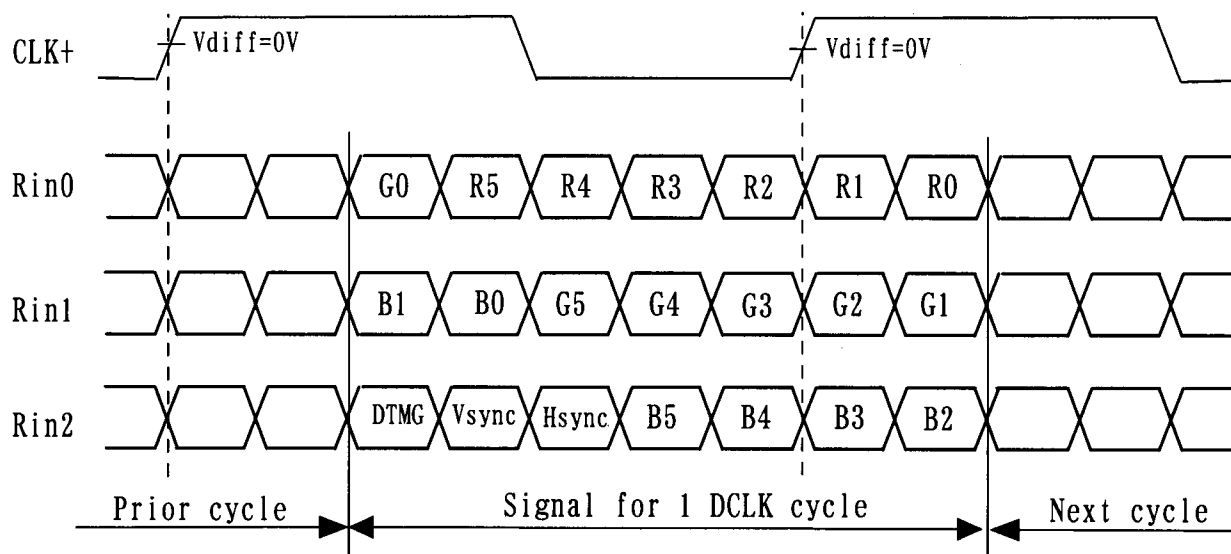 CLK+ Vdiff=0V Vdiff=0V
Rin0 G0 R5 R4 R3 R2 R1 R0
Rin1 B1 B0 G5 G4 G3 G2 G1
Rin2 DTMG Vsync Hsync B5 B4 B3 B2
Prior cycle Signal for 1 DCLK cycle Next cycle